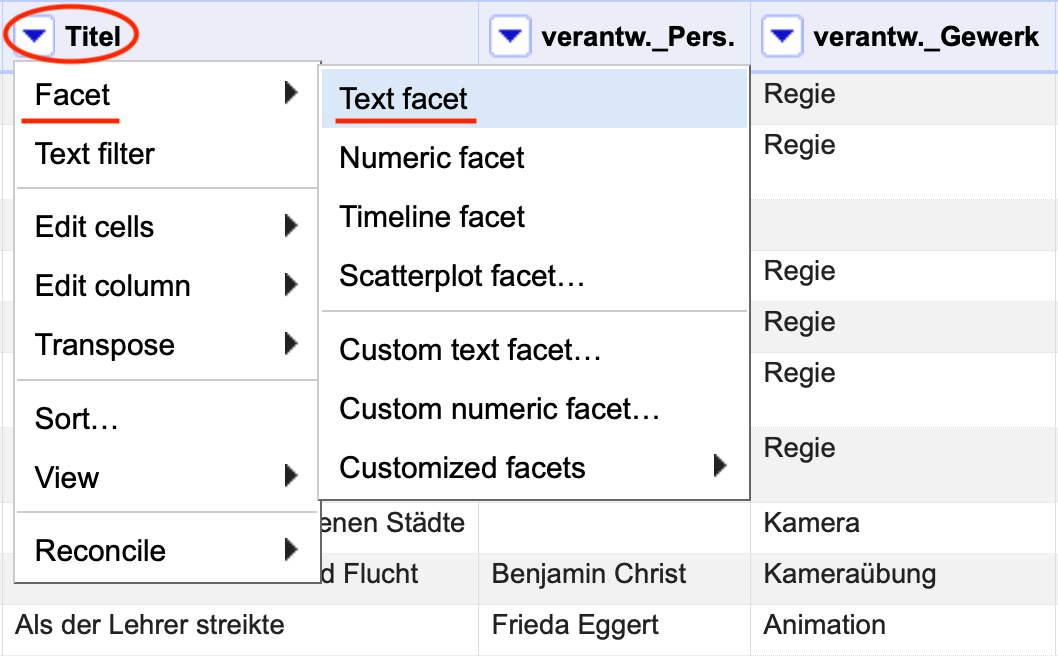 Titel verantw._Pers. verantw._Gewerk
Facet
Text filter
Edit cells
Edit column
Transpose
Sort…
View
Reconcile
Text facet
Numeric facet
Timeline facet
Scatterplot facet…
Custom text facet…
Custom numeric facet…
Customized facets
Regie
Regie
Regie
Regie
Regie
Regie
enen Städte Kamera
d Flucht Benjamin Christ Kameraübung
Als der Lehrer streikte Frieda Eggert Animation